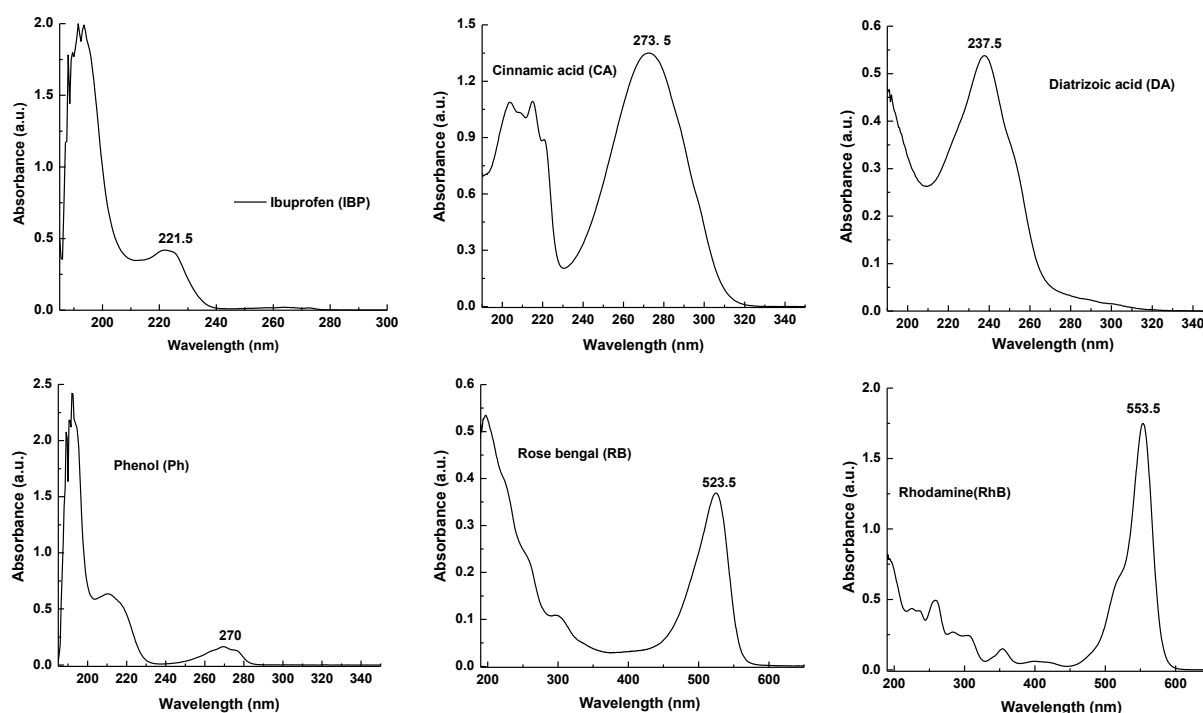 2.0
1.5
1.0
0.5
0.0
Absorbance (a.u.)
221.5
Ibuprofen (IBP)
200 220 240 260 280 300
Wavelength (nm)
1.5
1.2
0.9
0.6
0.3
0.0
Absorbance (a.u.)
273. 5
Cinnamic acid (CA)
200 220 240 260 280 300 320 340
Wavelength (nm)
0.6
0.5
0.4
0.3
0.2
0.1
0.0
Absorbance (a.u.)
237.5
Diatrizoic acid (DA)
200 220 240 260 280 300 320 340
Wavelength (nm)
2.5
2.0
1.5
1.0
0.5
0.0
Absorbance (a.u.)
Phenol (Ph)
270
200 220 240 260 280 300 320 340
Wavelength (nm)
0.6
0.5
0.4
0.3
0.2
0.1
0.0
Absorbance (a.u.)
Rose bengal (RB)
523.5
200 300 400 500 600
Wavelength (nm)
2.0
1.5
1.0
0.5
0.0
Absorbance (a.u.)
553.5
Rhodamine(RhB)
200 300 400 500 600
Wavelength (nm)